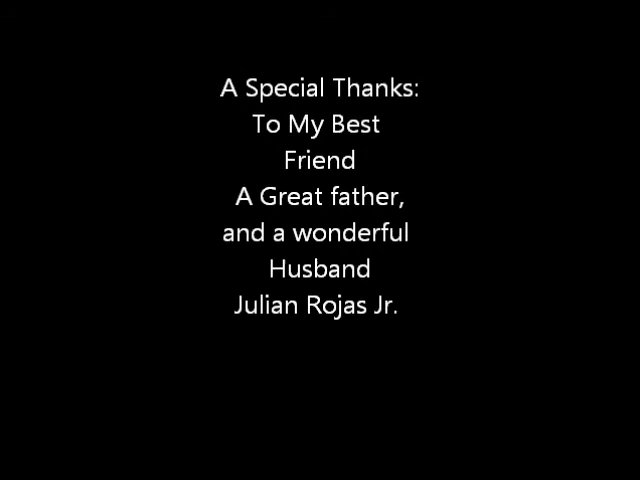 A Special Thanks:
To My Best
Friend
A Great father,
and a wonderful
Husband
Julian Rojas Jr.